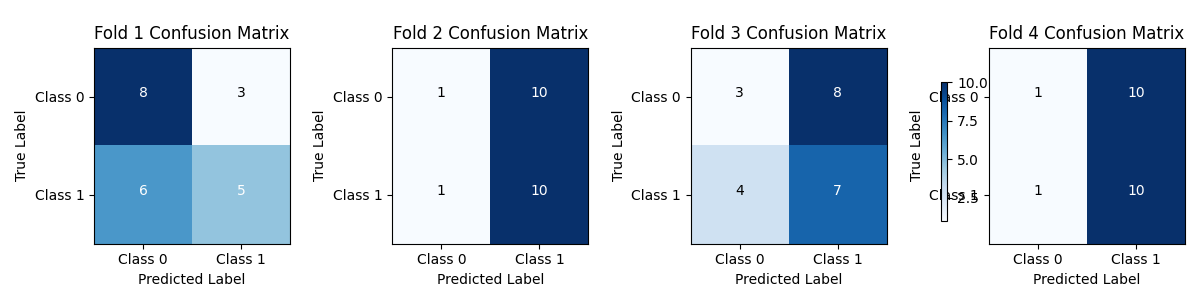 Fold 1 Confusion Matrix Fold 2 Confusion Matrix Fold 3 Confusion Matrix Fold 4 Confusion Matrix
True Label True Label True Label True Label
10.0
Class 0 8 3 Class 0 1 10 Class 0 3 8 Class 0 1 10
7.5
5.0
Class 1 6 5 Class 1 1 10 Class 1 4 7 Class 1 1 10
2.5
Class 0 Class 1 Class 0 Class 1 Class 0 Class 1 Class 0 Class 1
Predicted Label Predicted Label Predicted Label Predicted Label